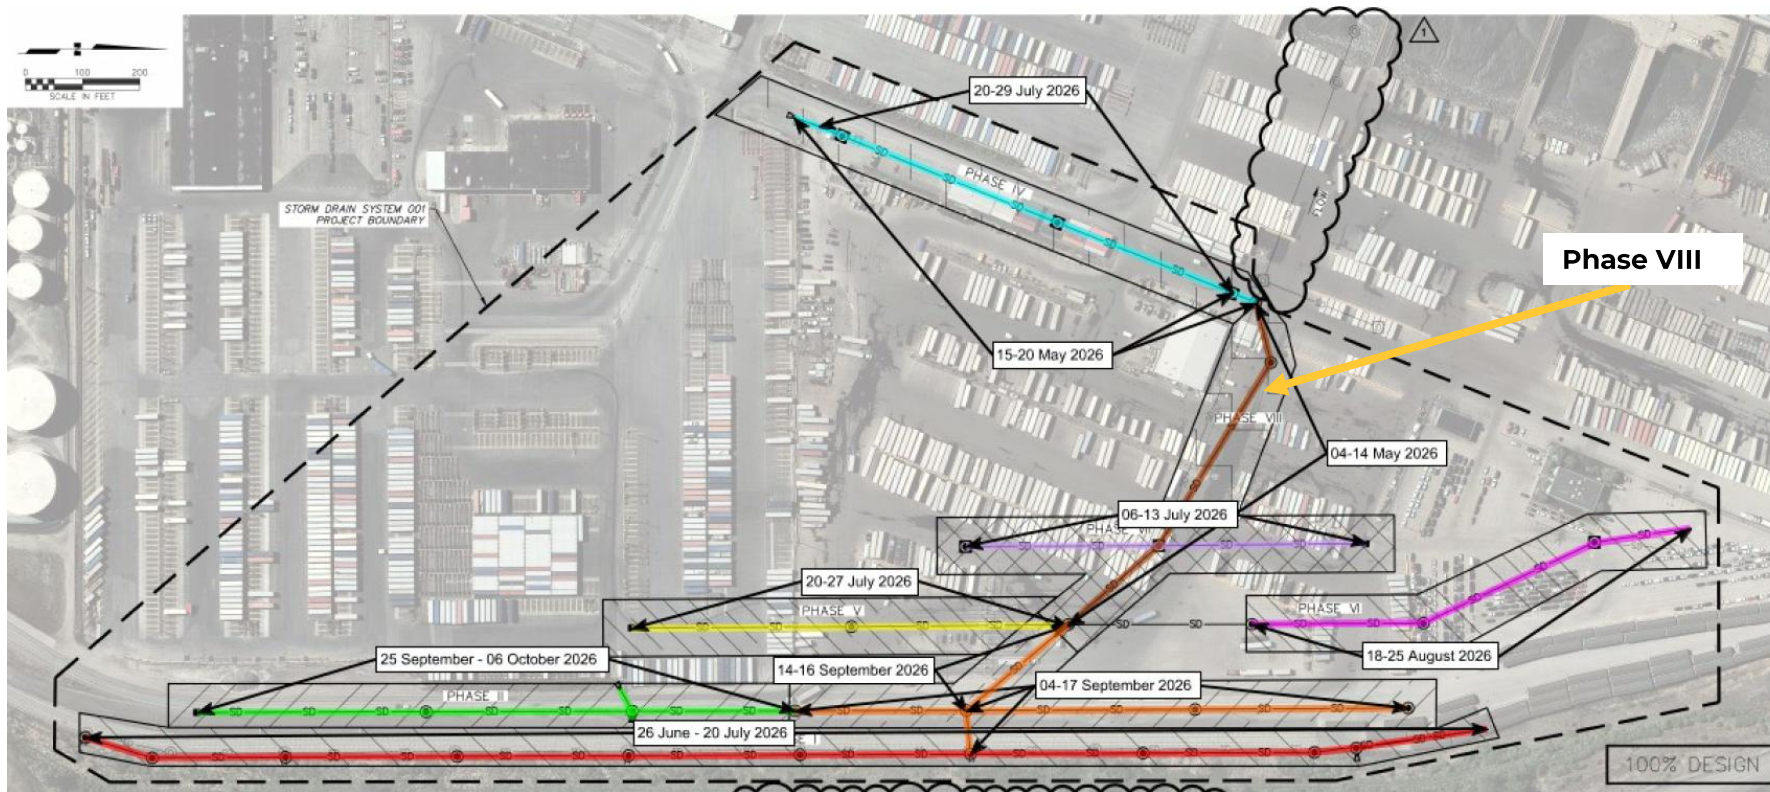 1
0 100 200
SCALE IN FEET
20-29 July 2026
SD
PHASE IV
SD
SD
SD
SD
FLOW
STORM DRAIN SYSTEM 001
PROJECT BOUNDARY
Phase VIII
15-20 May 2026
PHASE VIII
04-14 May 2026
SD
06-13 July 2026
PHASE
SD
SD
SD
SD
SD
20-27 July 2026
SD
PHASE V
PHASE VI
SD
SD
SD
SD
SD
SD
SD
SD
25 September - 06 October 2026
14-16 September 2026
18-25 August 2026
SD
04-17 September 2026
PHASE II
SD
SD
SD
SD
SD
SD
SD
SD
26 June - 20 July 2026
SD
SD
SD
SD
SD
SD
SD
SD
100% DESIGN